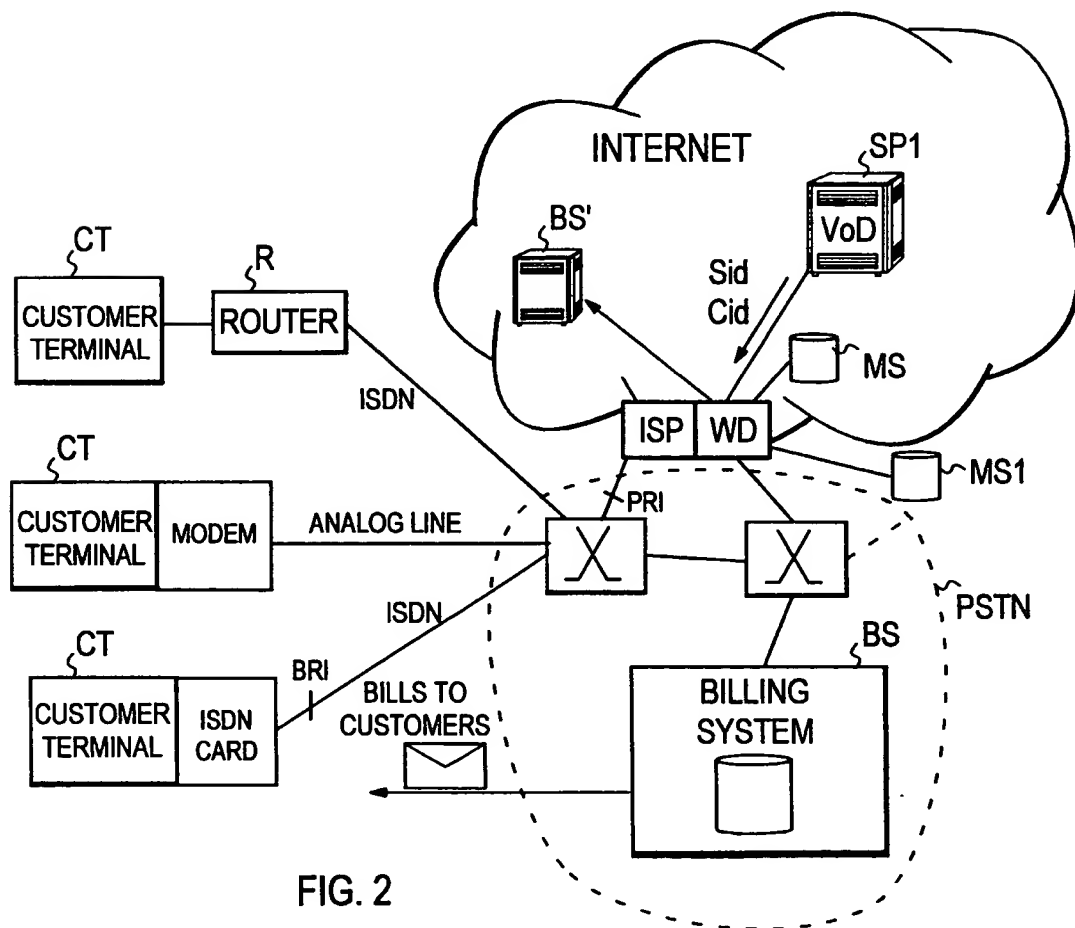 INTERNET
SP1
VoD
BS'
Sid
Cid
CT
R
CUSTOMER
TERMINAL
ROUTER
MS
ISDN
ISP
WD
MS1
CT
PRI
CUSTOMER
TERMINAL
MODEM
ANALOG LINE
PSTN
ISDN
CT
BRI
BS
CUSTOMER
TERMINAL
ISDN
CARD
BILLS TO
CUSTOMERS
BILLING
SYSTEM
FIG. 2